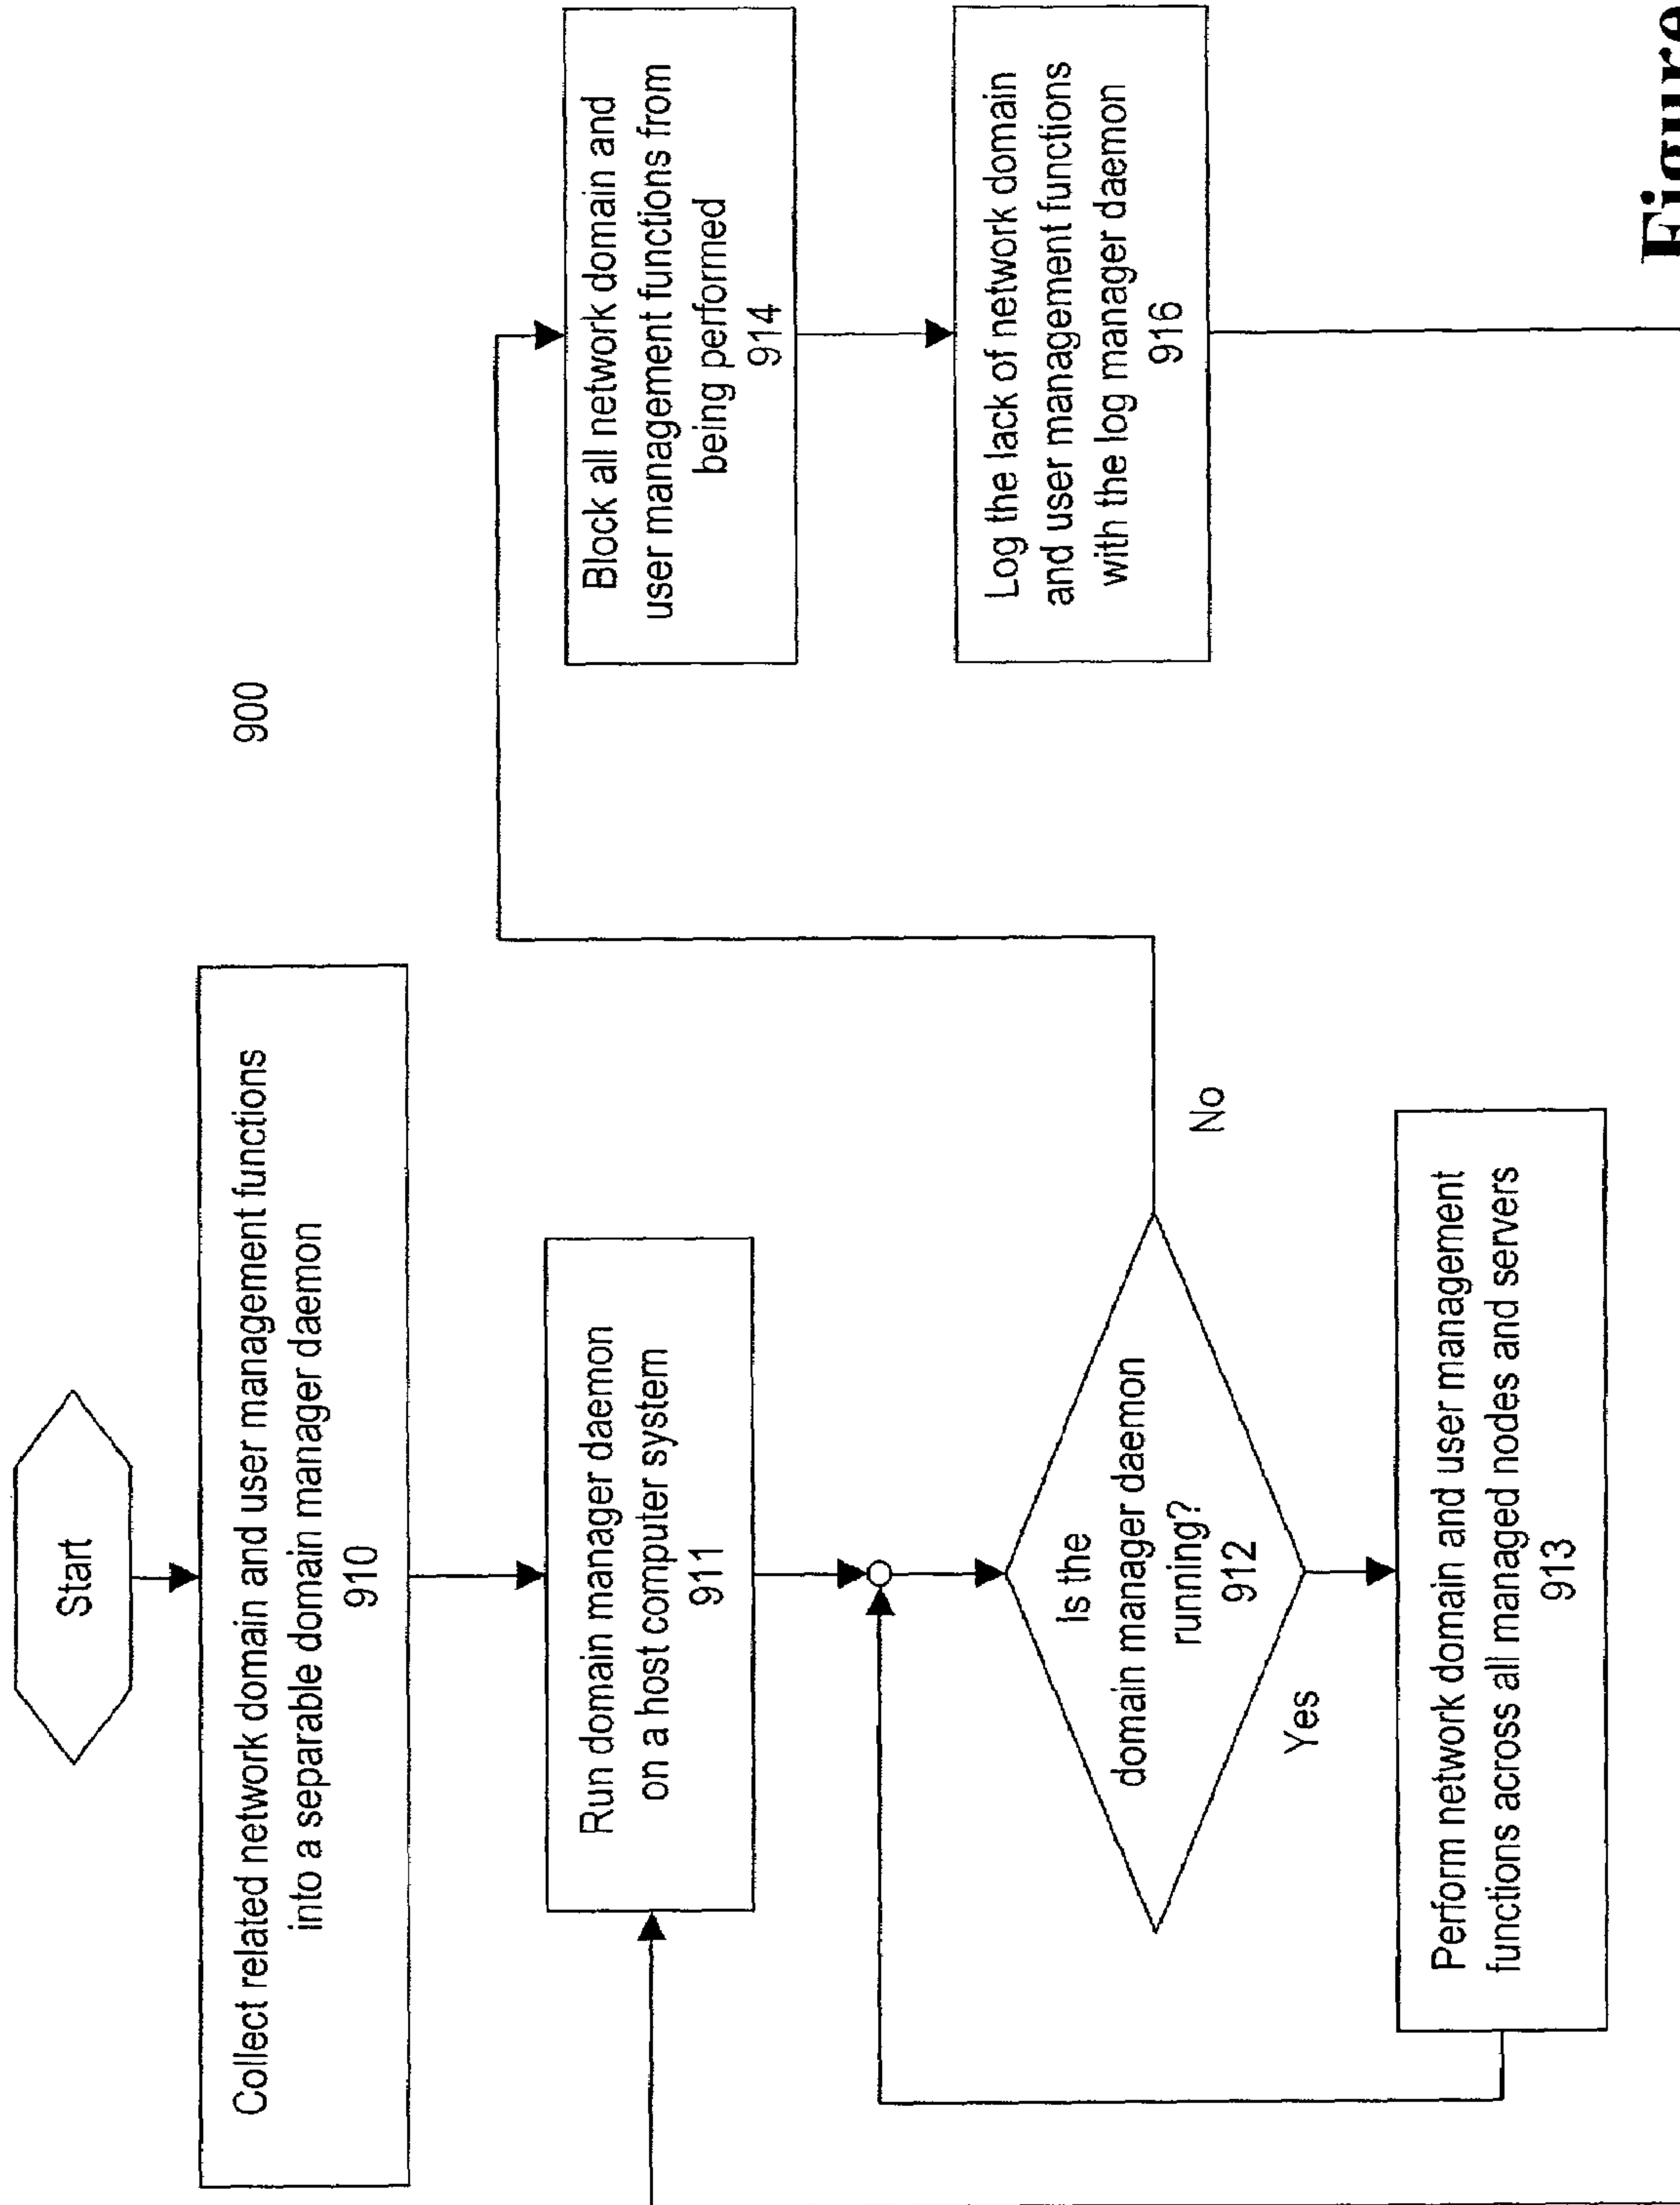 900
Start
Collect related network domain and user management functions
into a separable domain manager daemon
910
Run domain manager daemon
on a host computer system
911
Is the
domain manager daemon
running?
912
Yes
No
Perform network domain and user management
functions across all managed nodes and servers
913
Block all network domain and
user management functions from
being performed
914
Log the lack of network domain
and user management functions
with the log manager daemon
916
Figure